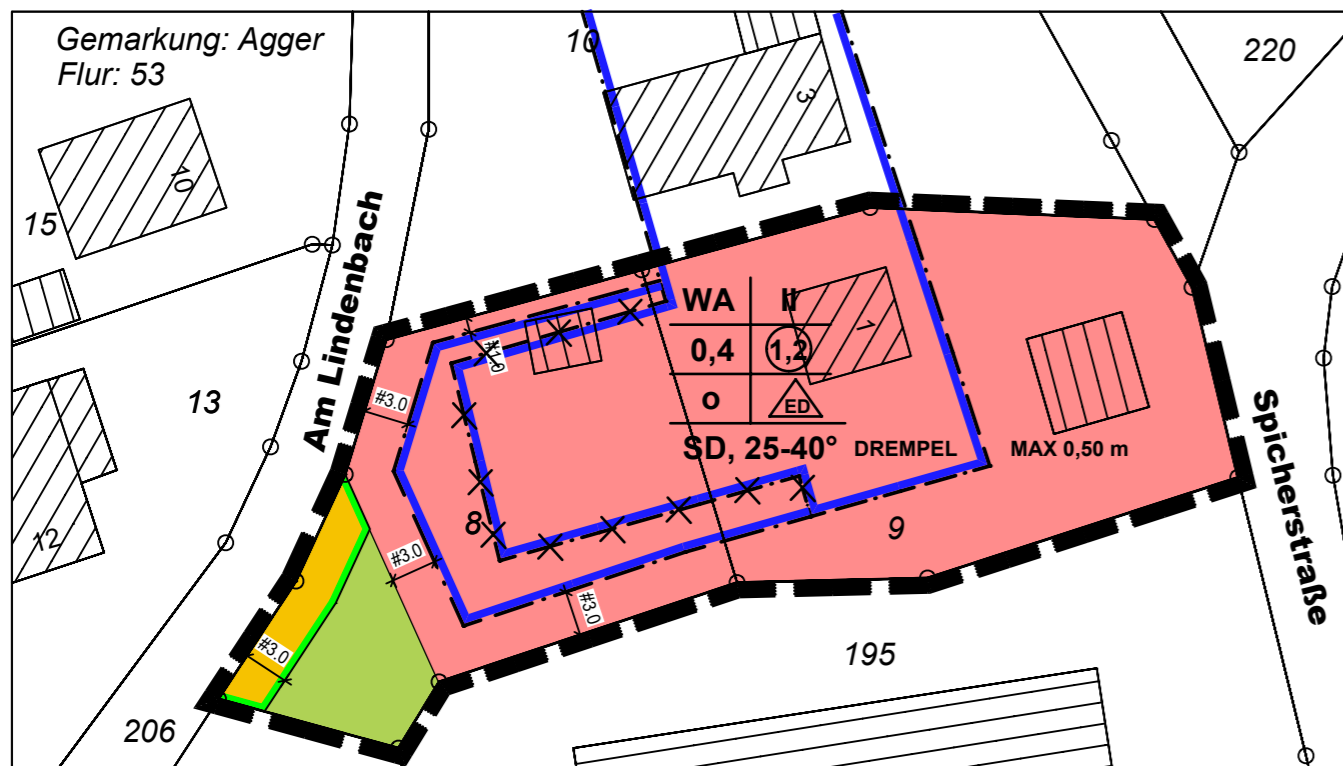 Gemarkung: Agger
Flur: 53
10
220
3
10
15
Am Lindenbach
WA II
0,4 1,2
o ED
SD, 25-40° DREMPEL MAX 0,50 m
1
#1.0
#3.0
13
12
8
9
#3.0
#3.0
#3.0
195
206
Spicherstraße